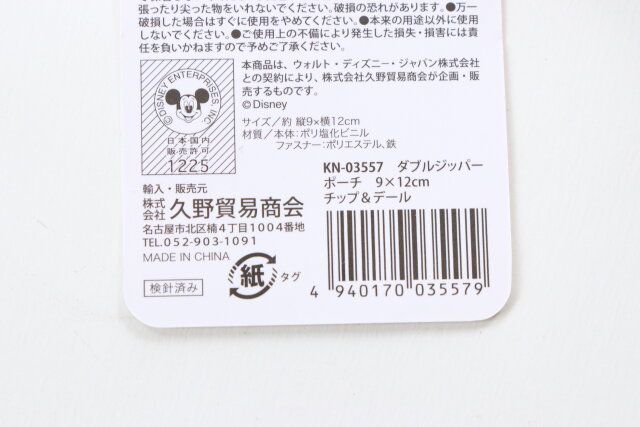 張ったり尖った物をいれないでください。破損の恐れがあります。●万一
破損した場合はすぐに使用をやめてください。●本来の用途以外に使用
しないでください。●ご使用上の不備により発生した損失・損害には責
任を負いかねますので予めご了承ください。
本商品は、ウォルト・ディズニー・ジャパン株式会社
との契約により、株式会社久野貿易商会が企画・販
売するものです。
©Disney
©DISNEY ENTERPRISES, INC.
日本国内
販売許可
1225
サイズ/約 縦9×横12cm
材質/本体:ポリ塩化ビニル
ファスナー:ポリエステル,鉄
KN-03557 ダブルジッパー
ポーチ 9×12cm
チップ&デール
輸入・販売元
株式会社 久野貿易商会
名古屋市北区楠4丁目1004番地
TEL.052-903-1091
MADE IN CHINA
検針済み
紙 タグ
4 940170 035579